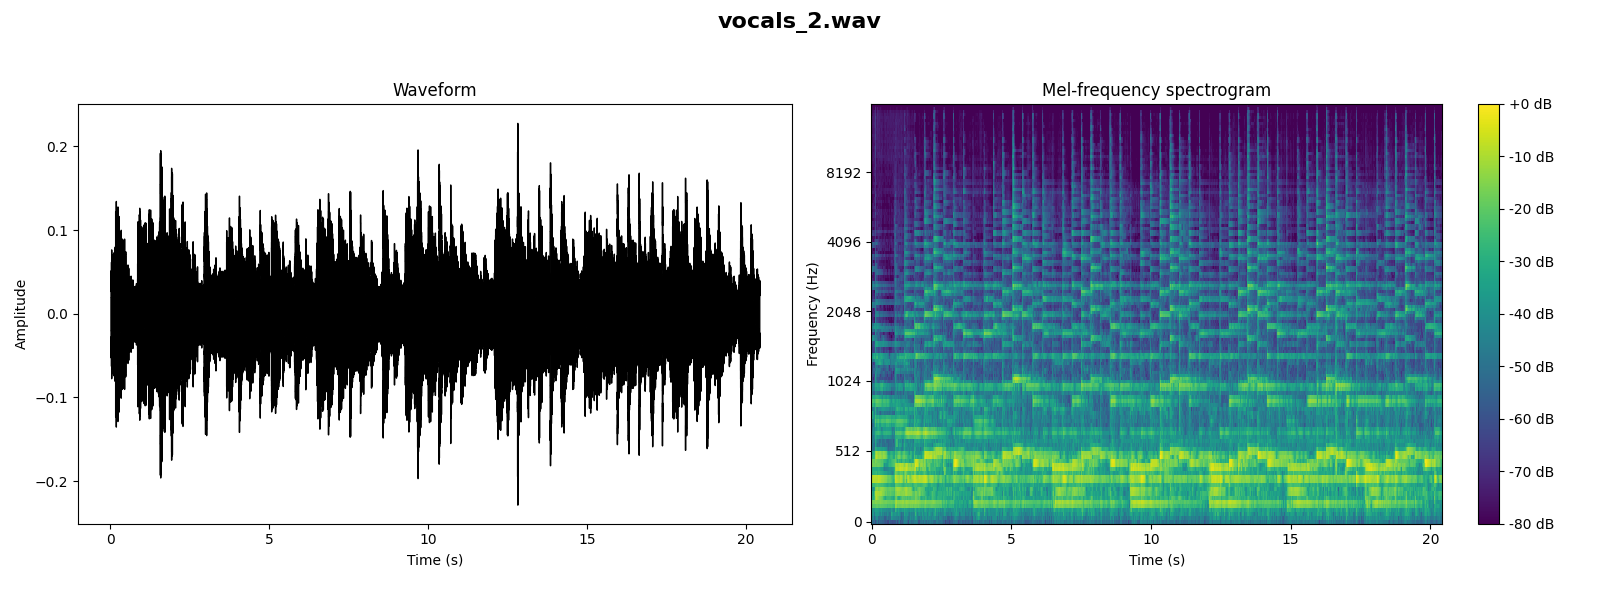 vocals_2.wav
Waveform
Amplitude
0.2
0.1
0.0
−0.1
−0.2
0 5 10 15 20
Time (s)
Mel-frequency spectrogram
Frequency (Hz)
8192
4096
2048
1024
512
0
0 5 10 15 20
Time (s)
+0 dB
-10 dB
-20 dB
-30 dB
-40 dB
-50 dB
-60 dB
-70 dB
-80 dB